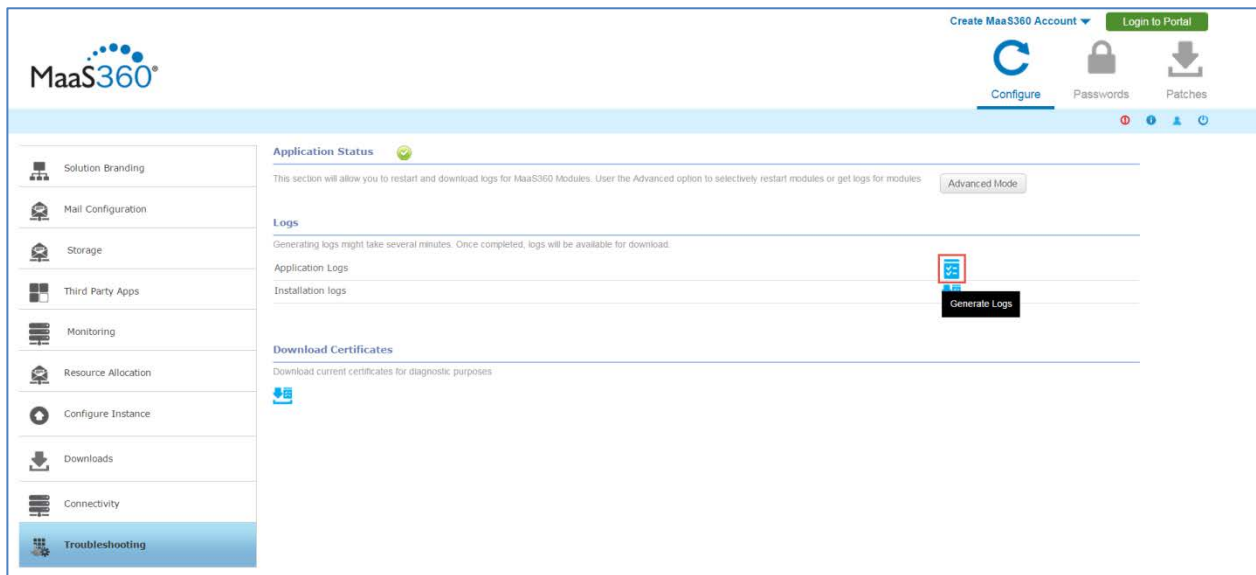 Create MaaS360 Account
Login to Portal
MaaS360®
Configure
Passwords
Patches
Solution Branding
Mail Configuration
Storage
Third Party Apps
Monitoring
Resource Allocation
Configure Instance
Downloads
Connectivity
Troubleshooting
Application Status
This section will allow you to restart and download logs for MaaS360 Modules. User the Advanced option to selectively restart modules or get logs for modules
Advanced Mode
Logs
Generating logs might take several minutes. Once completed, logs will be available for download.
Application Logs
Installation logs
Generate Logs
Download Certificates
Download current certificates for diagnostic purposes